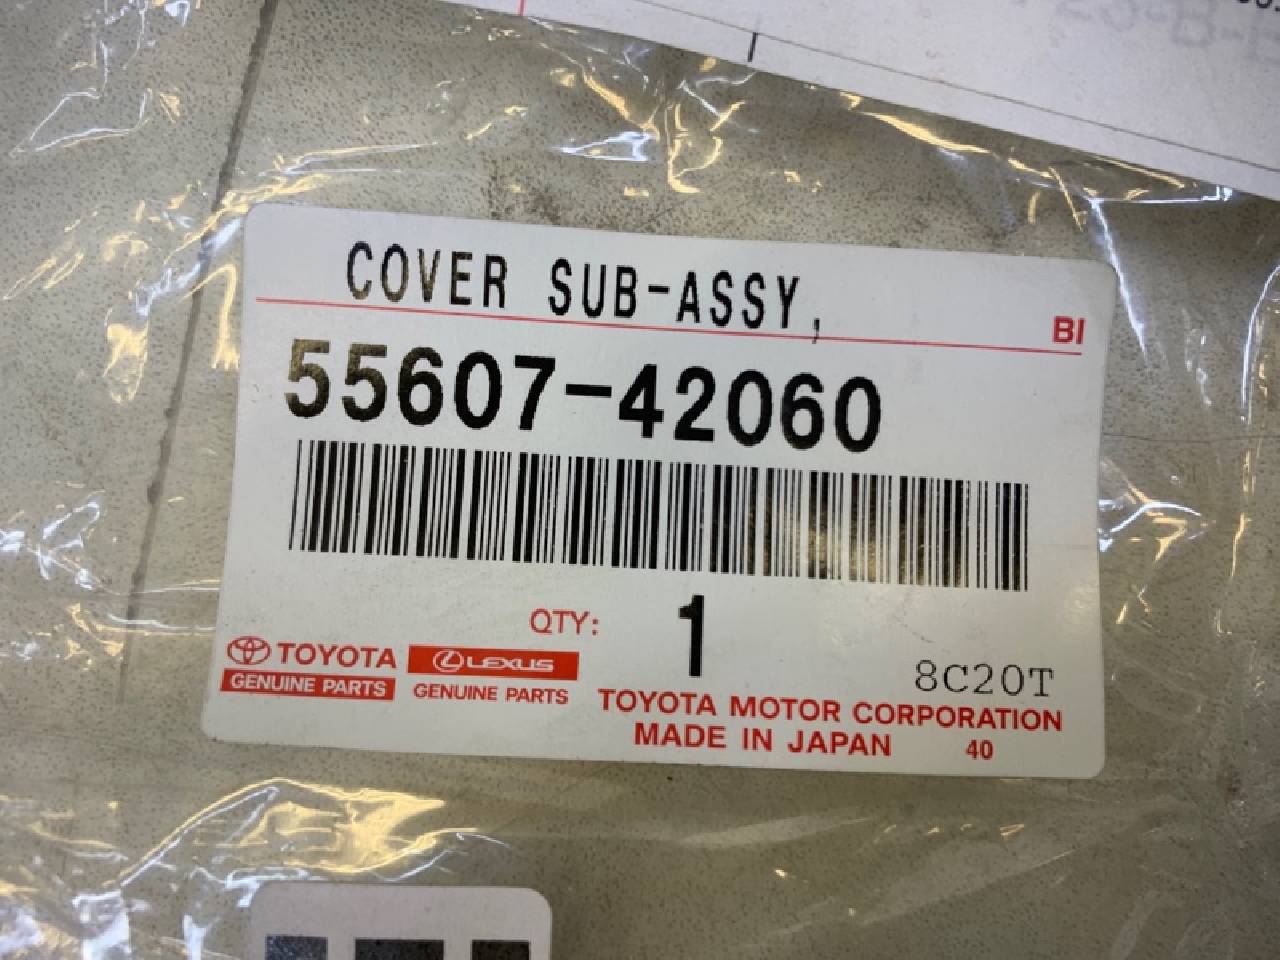 COVER SUB-ASSY,
BI
55607-42060
QTY: 1
8C20T
TOYOTA
GENUINE PARTS
LEXUS
GENUINE PARTS
TOYOTA MOTOR CORPORATION
MADE IN JAPAN 40